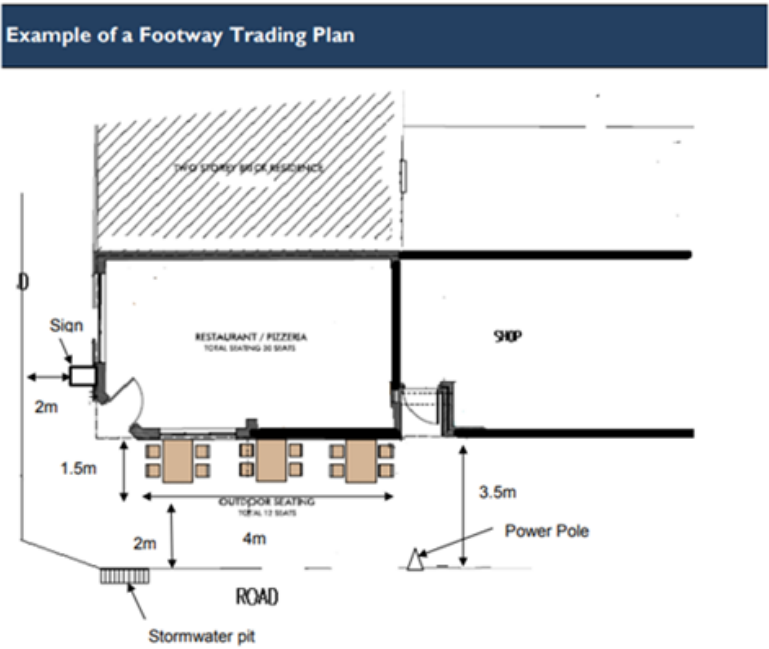 Example of a Footway Trading Plan
TWO STOREY BRICK RESIDENCE
Sign
RESTAURANT / PIZZERIA
TOTAL SEATING 30 SEATS
SHOP
2m
1.5m
3.5m
OUTDOOR SEATING
TOTAL 12 SEATS
2m
4m
Power Pole
ROAD
Stormwater pit